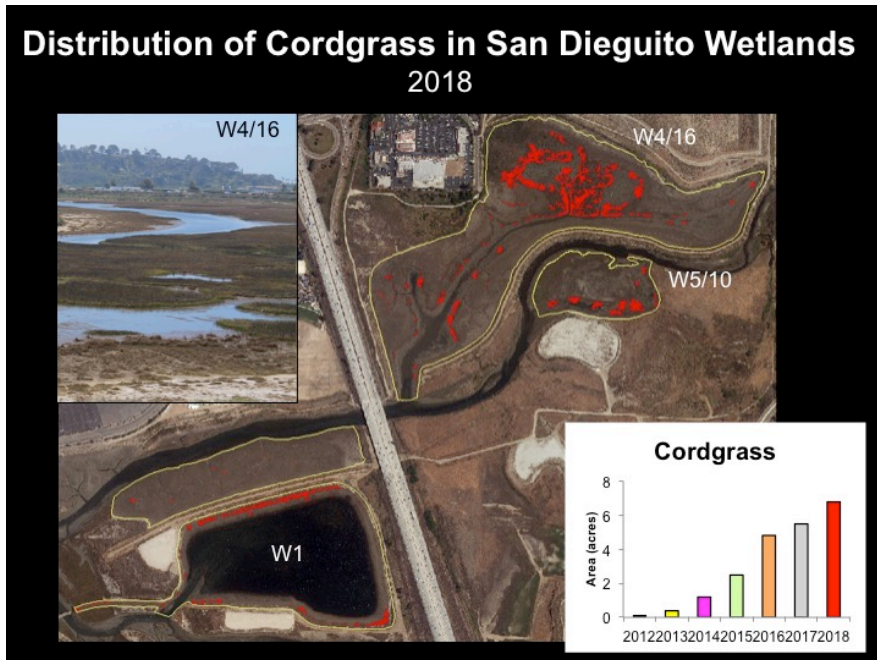 Distribution of Cordgrass in San Dieguito Wetlands
2018
W4/16
W4/16
W5/10
W1
Cordgrass
Area (acres)
8
6
4
2
0
2012 2013 2014 2015 2016 2017 2018